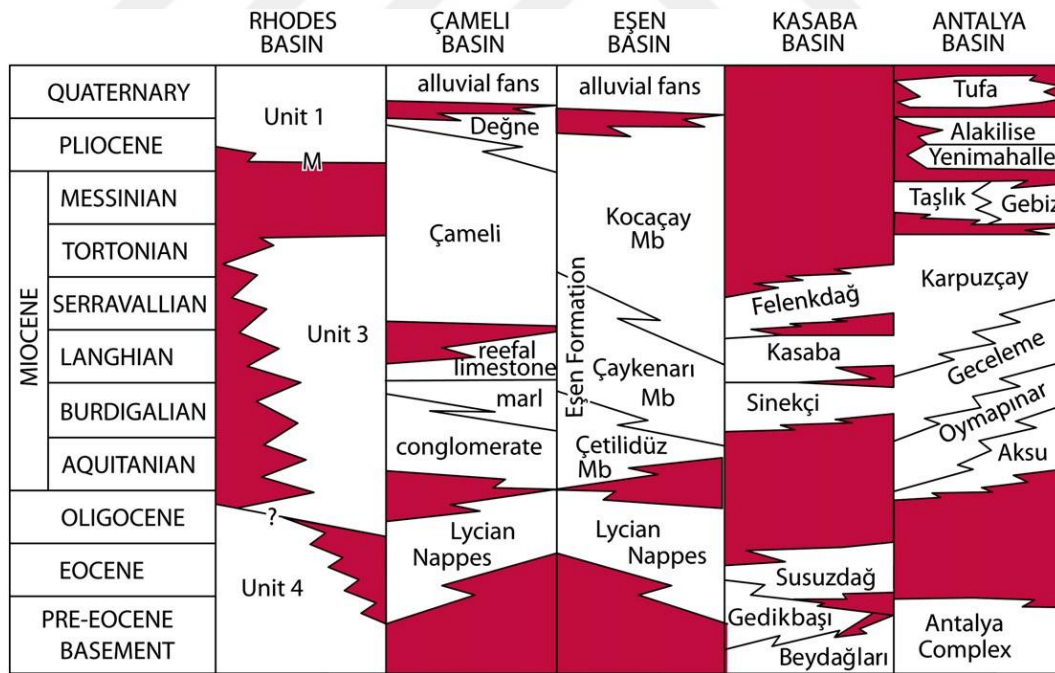 RHODES
BASIN
ÇAMELİ
BASIN
EŞEN
BASIN
KASABA
BASIN
ANTALYA
BASIN
QUATERNARY
PLIOCENE
MIOCENE
MESSINIAN
TORTONIAN
SERRAVALLIAN
LANGHIAN
BURDIGALIAN
AQUITANIAN
OLIGOCENE
EOCENE
PRE-EOCENE
BASEMENT
Unit 1
M
Unit 3
?
Unit 4
alluvial fans
Değne
Çameli
reefal
limestone
marl
conglomerate
Lycian
Nappes
alluvial fans
Kocaçay
Mb
Eşen Formation
Çaykenarı
Mb
Çetilidüz
Mb
Lycian
Nappes
Felenkdağ
Kasaba
Sinekçi
Susuzdağ
Gedikbaşı
Beydağları
Tufa
Alakilise
Yenimahalle
Taşlık
Gebiz
Karpuzçay
Geceleme
Oymapınar
Aksu
Antalya
Complex